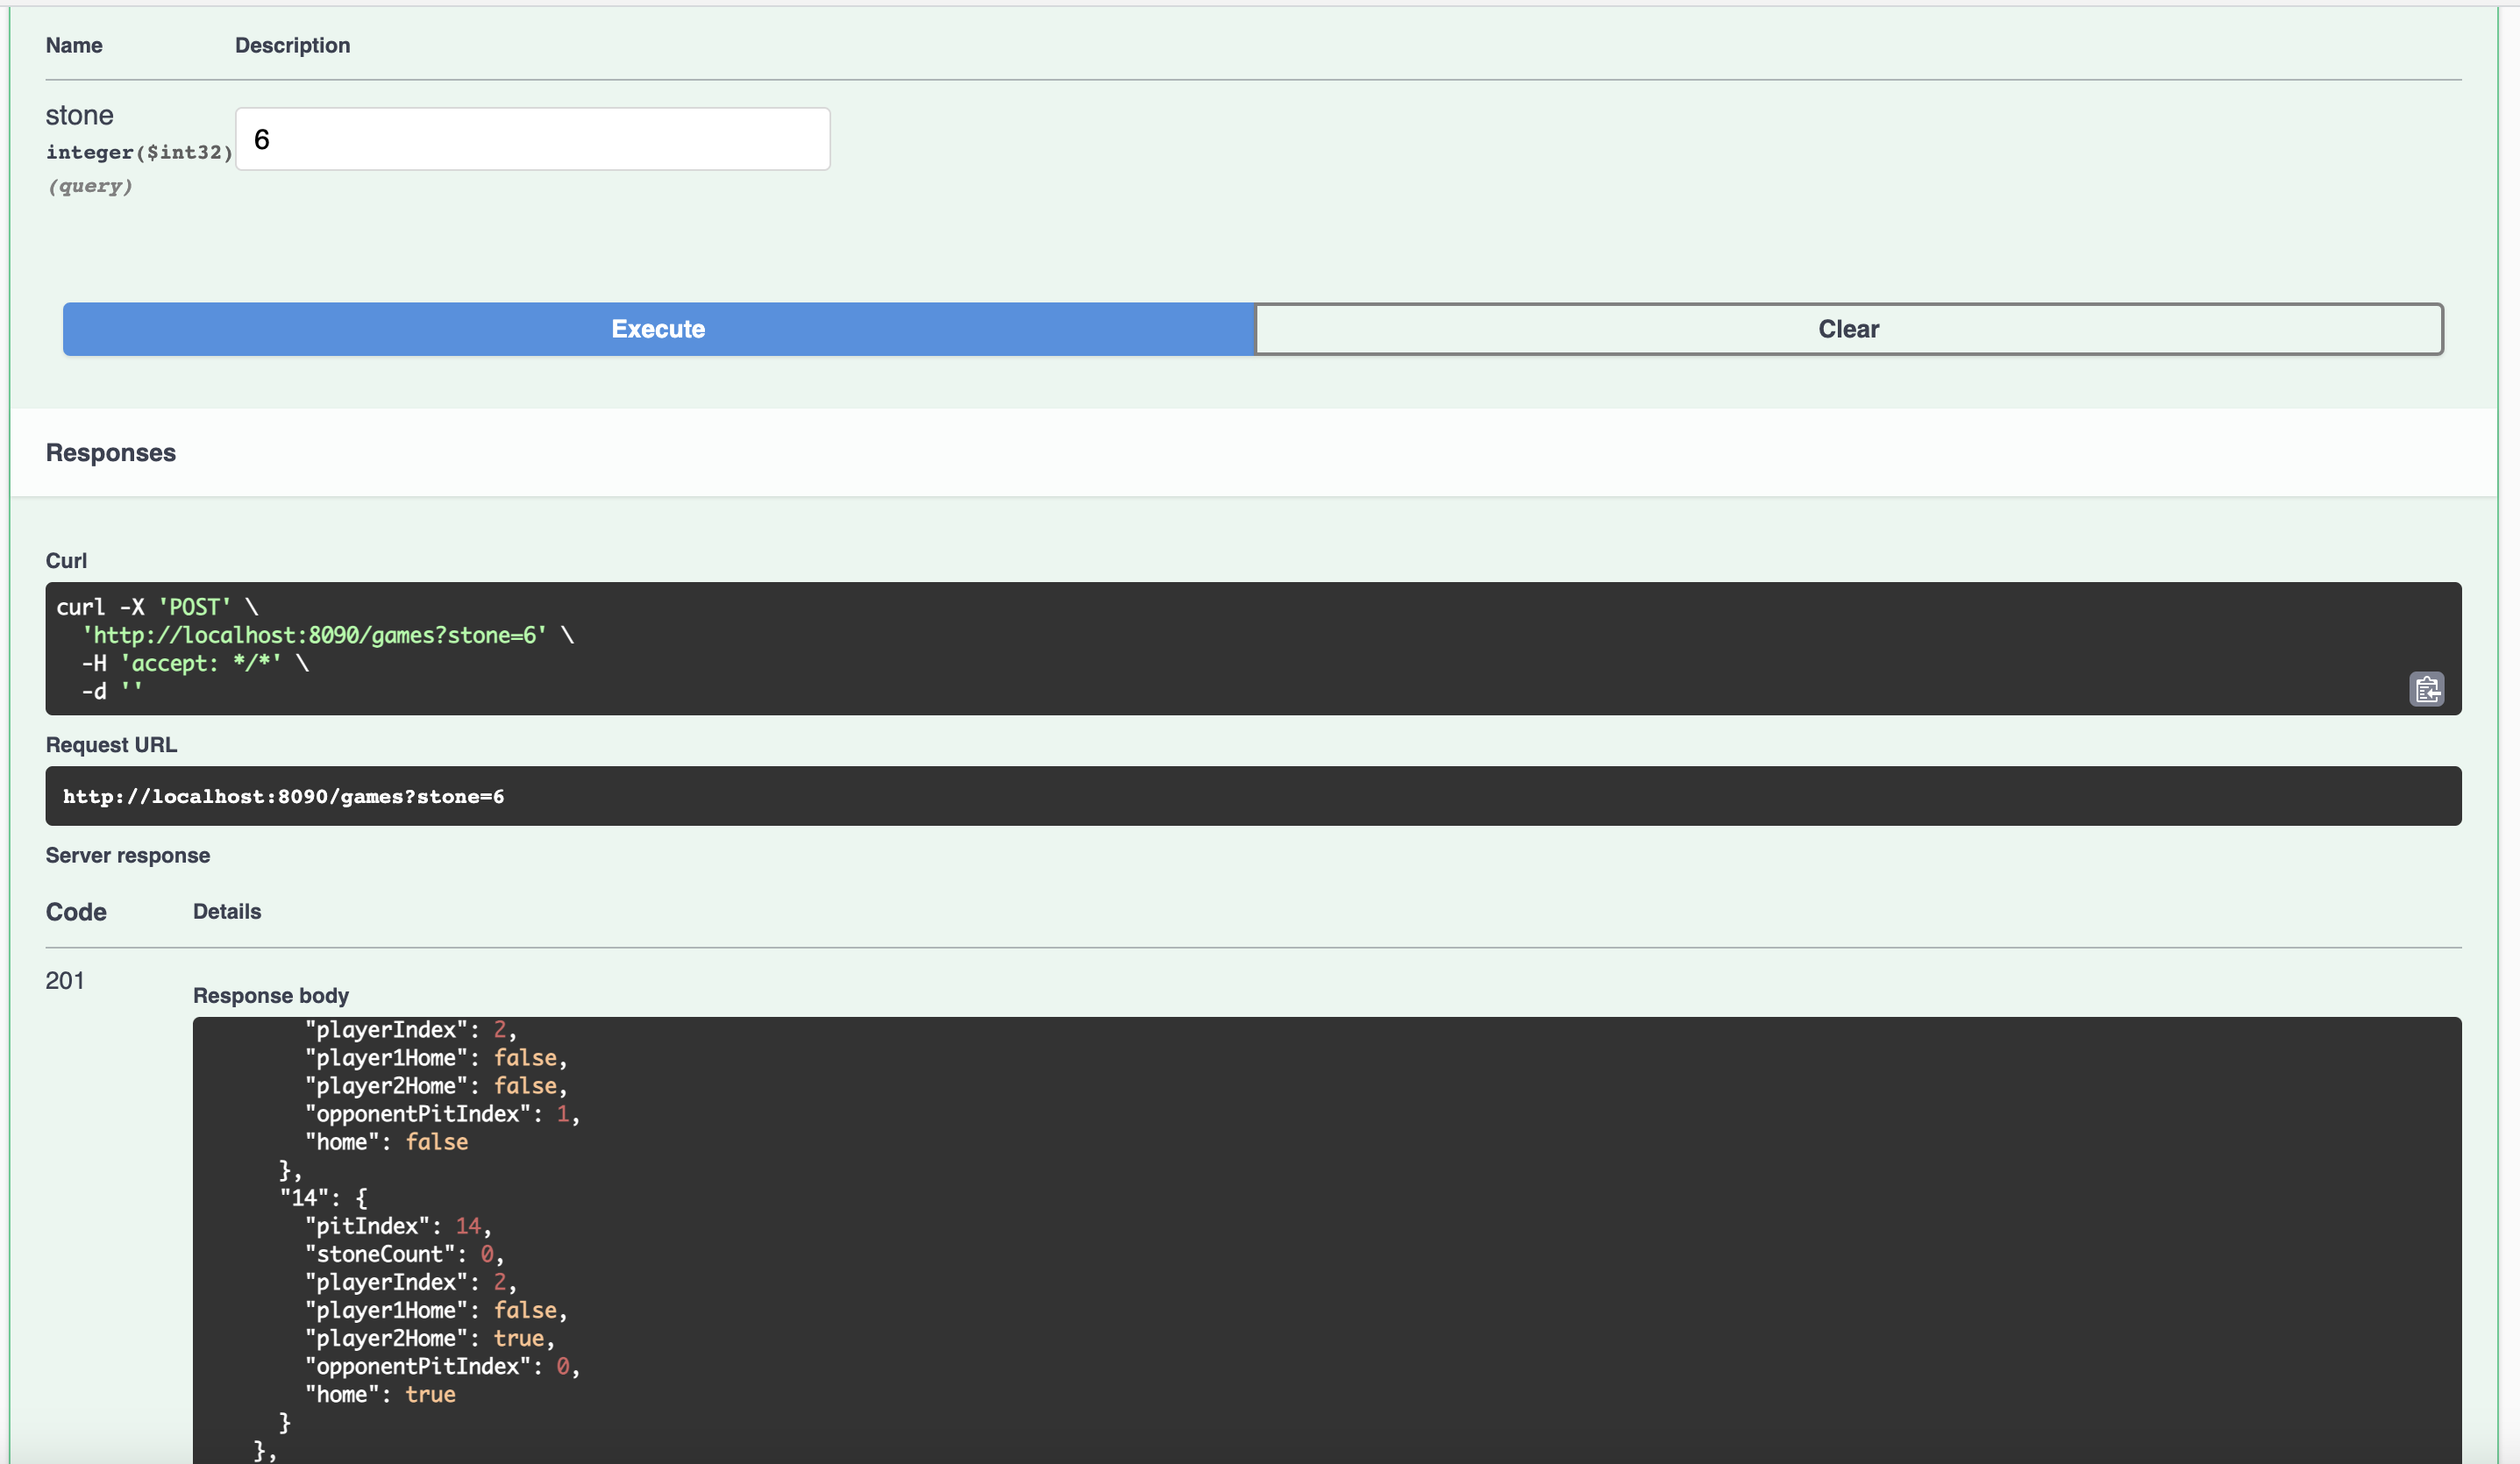 Name Description
stone
integer($int32)
(query)
6
Execute Clear
Responses
Curl
curl -X 'POST' \
  'http://localhost:8090/games?stone=6' \
  -H 'accept: */*' \
  -d ''
Request URL
http://localhost:8090/games?stone=6
Server response
Code Details
201
Response body
"playerIndex": 2,
"player1Home": false,
"player2Home": false,
"opponentPitIndex": 1,
"home": false
},
"14": {
"pitIndex": 14,
"stoneCount": 0,
"playerIndex": 2,
"player1Home": false,
"player2Home": true,
"opponentPitIndex": 0,
"home": true
}
},